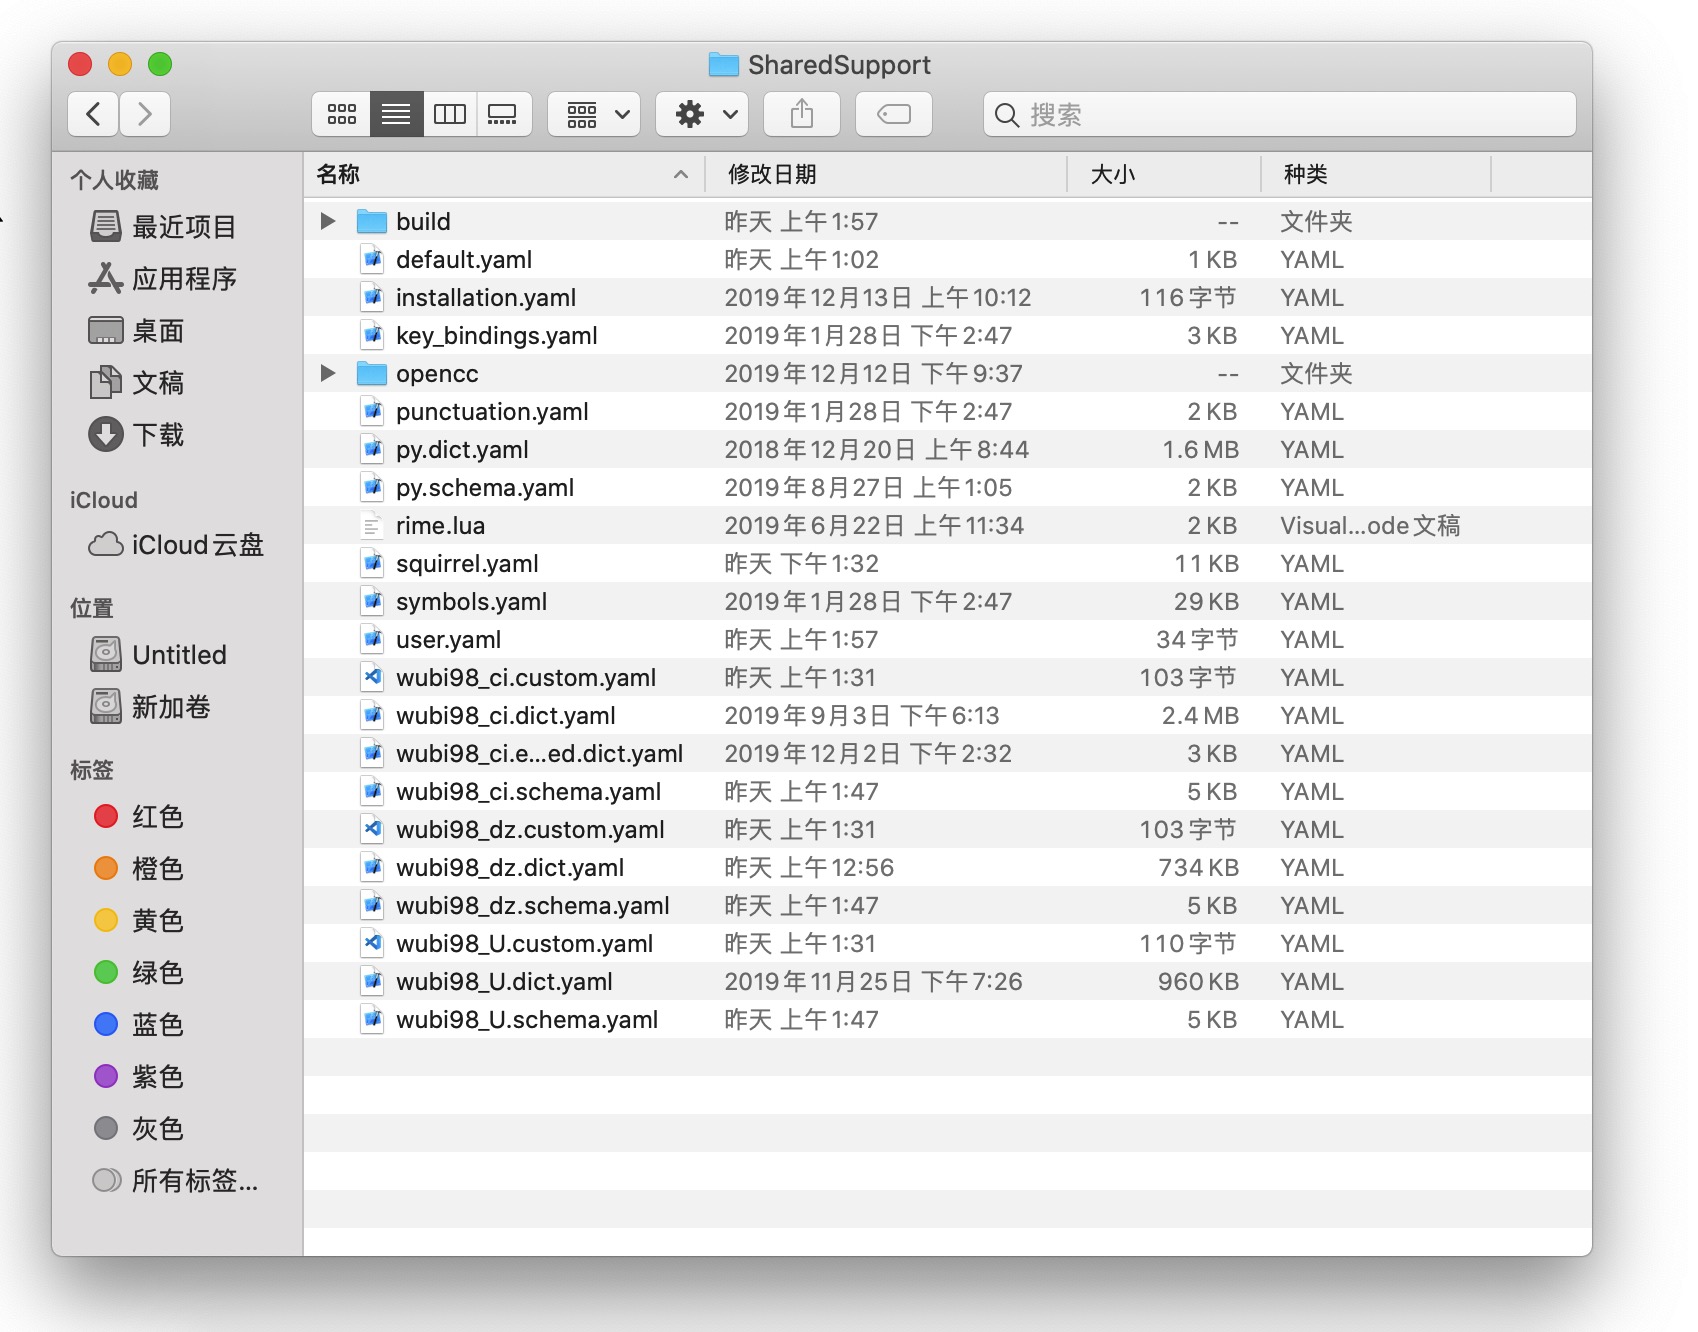 SharedSupport
搜索
个人收藏
最近项目
应用程序
桌面
文稿
下载
iCloud
iCloud云盘
位置
Untitled
新加卷
标签
红色
橙色
黄色
绿色
蓝色
紫色
灰色
所有标签...
名称 修改日期 大小 种类
build 昨天 上午1:57 -- 文件夹
default.yaml 昨天 上午1:02 1 KB YAML
installation.yaml 2019年12月13日 上午10:12 116字节 YAML
key_bindings.yaml 2019年1月28日 下午2:47 3 KB YAML
opencc 2019年12月12日 下午9:37 -- 文件夹
punctuation.yaml 2019年1月28日 下午2:47 2 KB YAML
py.dict.yaml 2018年12月20日 上午8:44 1.6 MB YAML
py.schema.yaml 2019年8月27日 上午1:05 2 KB YAML
rime.lua 2019年6月22日 上午11:34 2 KB Visual...ode文稿
squirrel.yaml 昨天 下午1:32 11 KB YAML
symbols.yaml 2019年1月28日 下午2:47 29 KB YAML
user.yaml 昨天 上午1:57 34字节 YAML
wubi98_ci.custom.yaml 昨天 上午1:31 103字节 YAML
wubi98_ci.dict.yaml 2019年9月3日 下午6:13 2.4 MB YAML
wubi98_ci.e...ed.dict.yaml 2019年12月2日 下午2:32 3 KB YAML
wubi98_ci.schema.yaml 昨天 上午1:47 5 KB YAML
wubi98_dz.custom.yaml 昨天 上午1:31 103字节 YAML
wubi98_dz.dict.yaml 昨天 上午12:56 734 KB YAML
wubi98_dz.schema.yaml 昨天 上午1:47 5 KB YAML
wubi98_U.custom.yaml 昨天 上午1:31 110字节 YAML
wubi98_U.dict.yaml 2019年11月25日 下午7:26 960 KB YAML
wubi98_U.schema.yaml 昨天 上午1:47 5 KB YAML